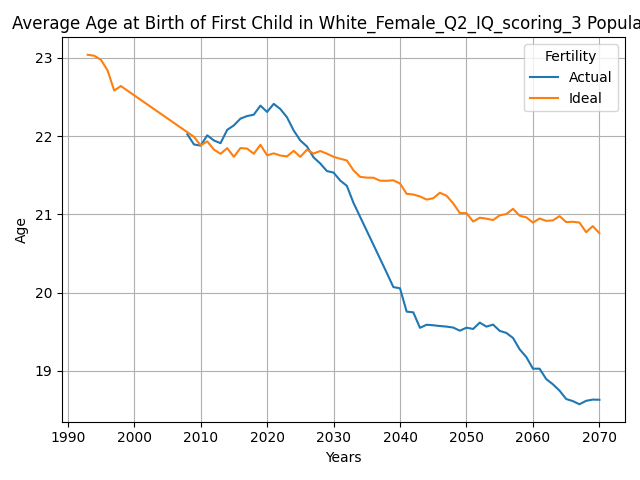 Average Age at Birth of First Child in White_Female_Q2_IQ_scoring_3 Popula
Fertility
Actual
Ideal
Age
23
22
21
20
19
1990 2000 2010 2020 2030 2040 2050 2060 2070
Years